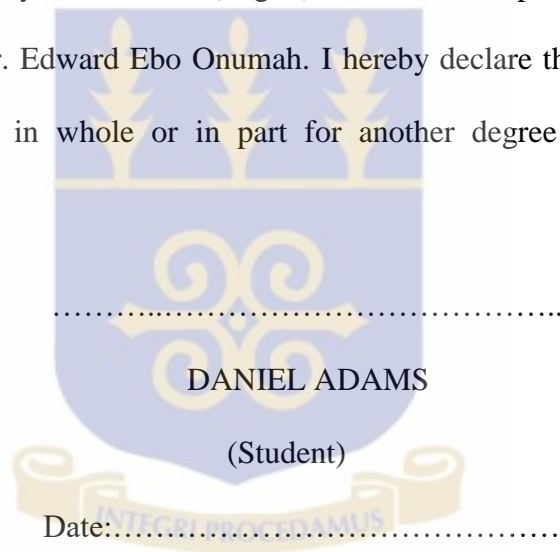 r. Edward Ebo Onumah. I hereby declare th
in whole or in part for another degree
…………………………………………..
DANIEL ADAMS
(Student)
Date:……………………………………
INTEGRI PROCEDAMUS